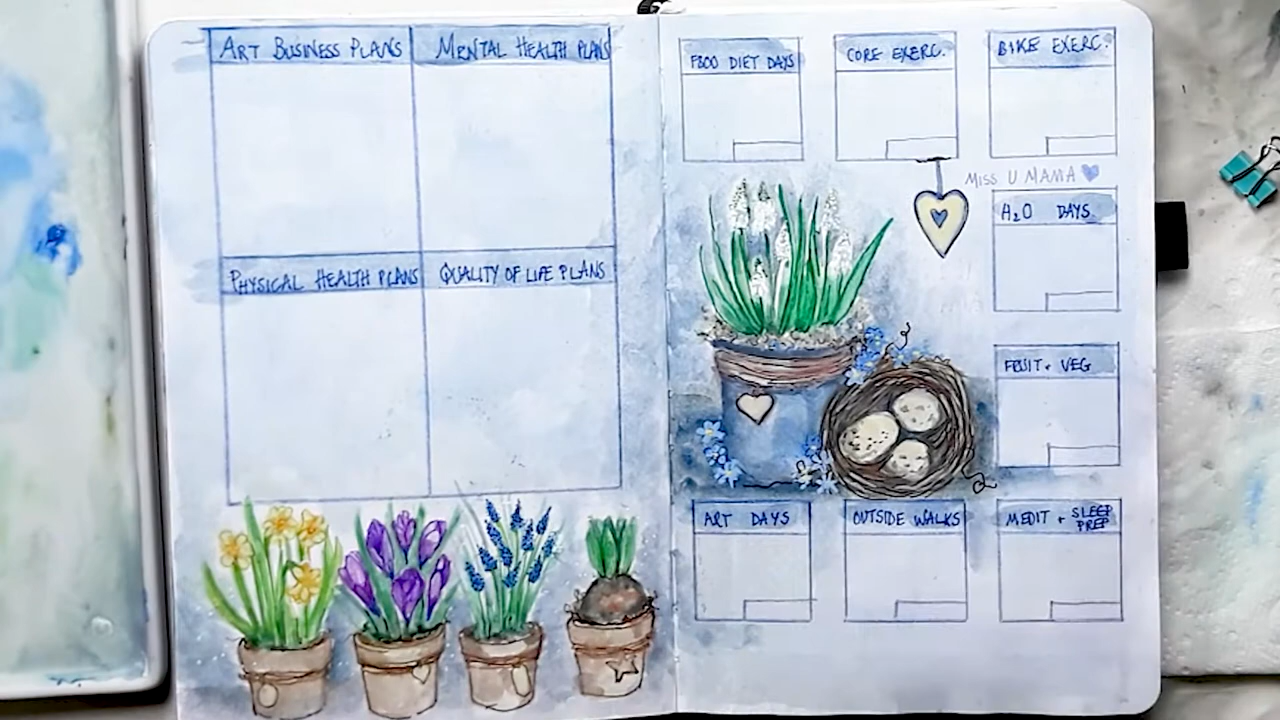 ART BUSINESS PLANS
MENTAL HEALTH PLANS
PHYSICAL HEALTH PLANS
QUALITY OF LIFE PLANS
F800 DIET DAYS
CORE EXERC.
BIKE EXERC.
MISS U MAMA
H₂O DAYS
FRUIT + VEG
ART DAYS
OUTSIDE WALKS
MEDIT + SLEEP
PREP